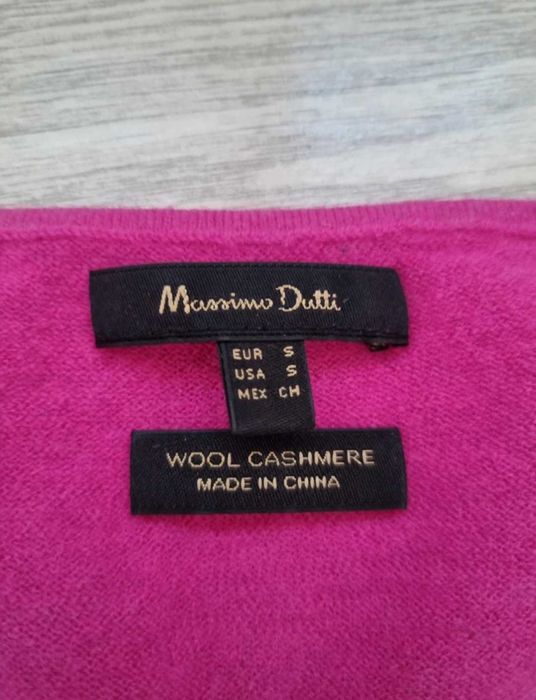 Massimo Dutti
EUR S
USA S
MEX CH
WOOL CASHMERE
MADE IN CHINA